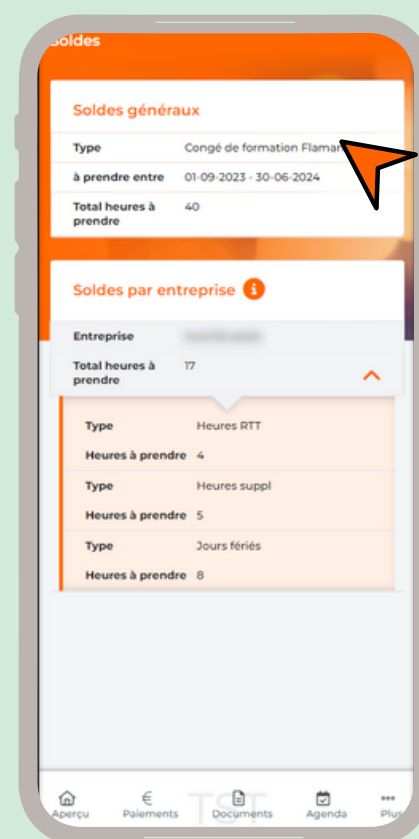 Soldes
Soldes généraux
Type Congé de formation Flaman
à prendre entre 01-09-2023 - 30-06-2024
Total heures à 40
prendre
Soldes par entreprise i
Entreprise
Total heures à 17
prendre
Type Heures RTT
Heures à prendre 4
Type Heures suppl
Heures à prendre 5
Type Jours fériés
Heures à prendre 8
TST
Aperçu Paiements Documents Agenda Plus